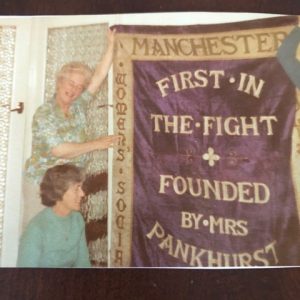 MANCHESTER
WOMEN'S · SOCIA
FIRST · IN
THE · FIGHT
FOUNDED
BY · MRS
PANKHURST